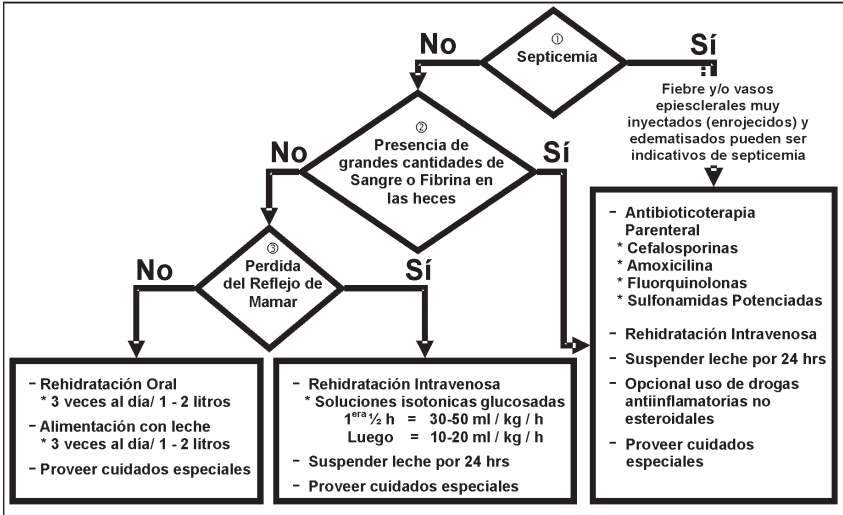 ①
Septicemia
No
Sí
Fiebre y/o vasos
epiesclerales muy
inyectados (enrojecidos) y
edematisados pueden ser
indicativos de septicemia
②
Presencia de
grandes cantidades de
Sangre o Fibrina en
las heces
No
Sí
③
Perdida
del Reflejo de
Mamar
No
Sí
– Rehidratación Oral
* 3 veces al día/ 1 - 2 litros
– Alimentación con leche
* 3 veces al día/ 1 - 2 litros
– Proveer cuidados especiales
– Rehidratación Intravenosa
* Soluciones isotonicas glucosadas
1era ½ h = 30-50 ml / kg / h
Luego = 10-20 ml / kg / h
– Suspender leche por 24 hrs
– Proveer cuidados especiales
– Antibioticoterapia
Parenteral
* Cefalosporinas
* Amoxicilina
* Fluorquinolonas
* Sulfonamidas Potenciadas
– Rehidratación Intravenosa
– Suspender leche por 24 hrs
– Opcional uso de drogas
antiinflamatorias no
esteroidales
– Proveer cuidados
especiales